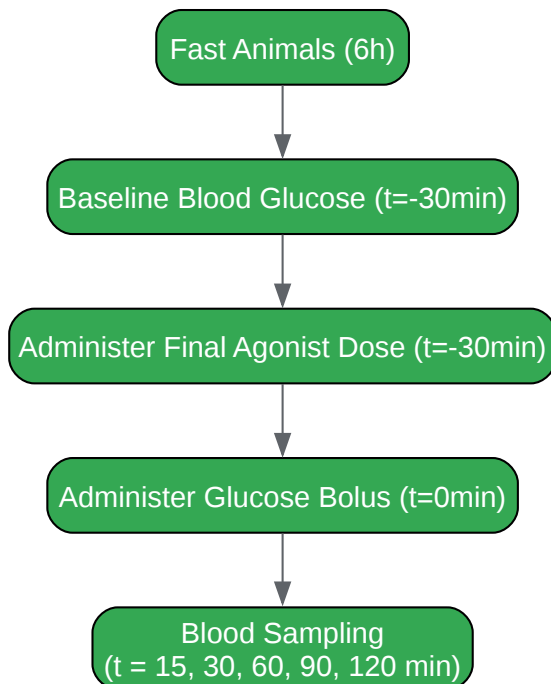 Fast Animals (6h)
Baseline Blood Glucose (t=-30min)
Administer Final Agonist Dose (t=-30min)
Administer Glucose Bolus (t=0min)
Blood Sampling
(t = 15, 30, 60, 90, 120 min)